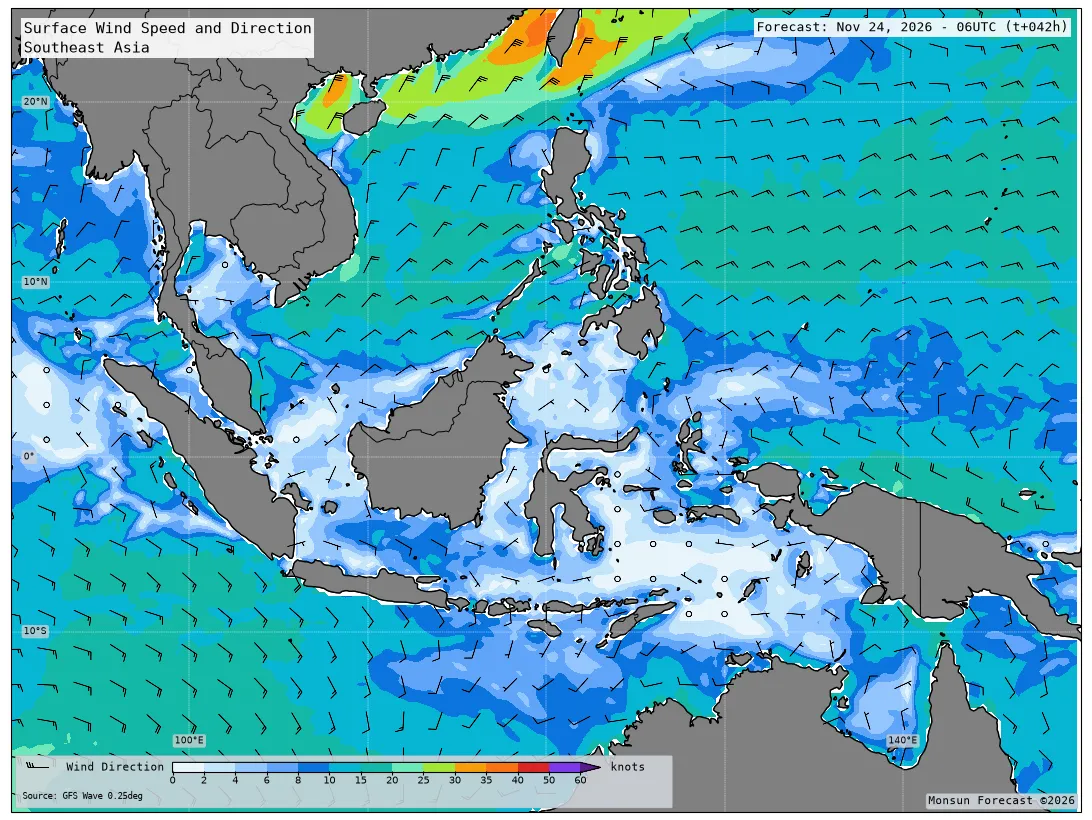 Surface Wind Speed and Direction
Southeast Asia
Forecast: Nov 24, 2026 - 06UTC (t+042h)
20°N
10°N
0°
10°S
100°E
140°E
Wind Direction
knots
0 2 4 6 8 10 15 20 25 30 35 40 50 60
Source: GFS Wave 0.25deg
Monsun Forecast ©2026